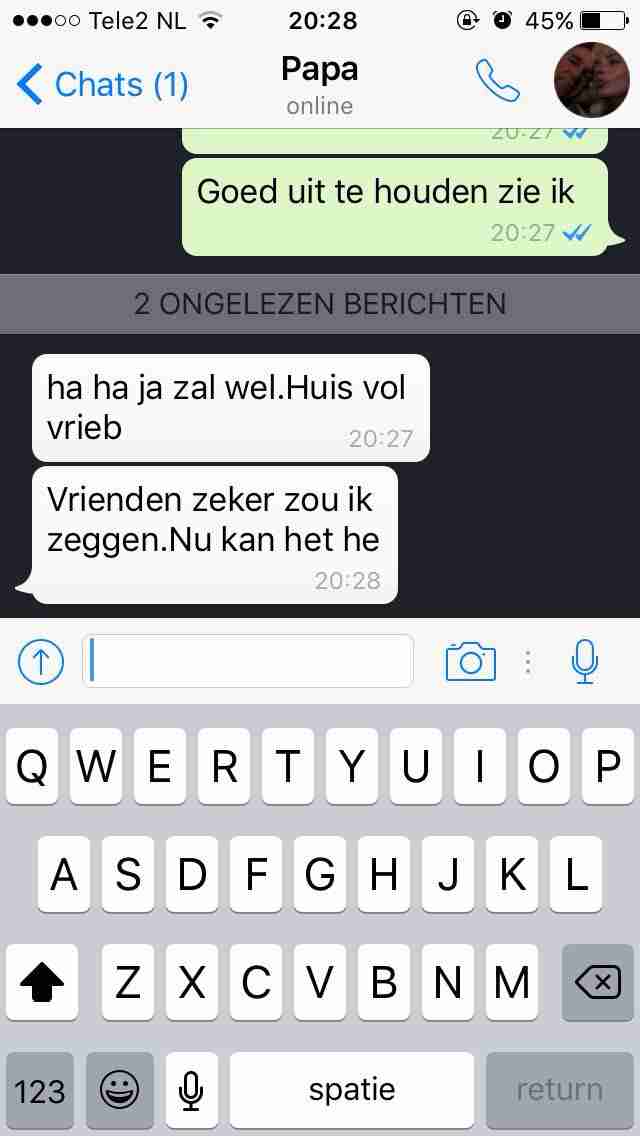 Tele2 NL 20:28 45%
Chats (1) Papa
online
20:27
Goed uit te houden zie ik
20:27
2 ONGELEZEN BERICHTEN
ha ha ja zal wel.Huis vol
vrieb
20:27
Vrienden zeker zou ik
zeggen.Nu kan het he
20:28
Q W E R T Y U I O P
A S D F G H J K L
Z X C V B N M
123 spatie return